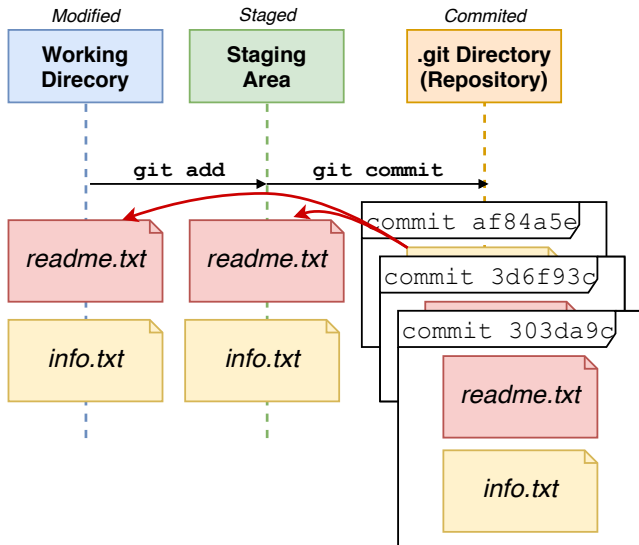 Modified
Staged
Commited
Working
Direcory
Staging
Area
.git Directory
(Repository)
git add
git commit
commit af84a5e
readme.txt
readme.txt
commit 3d6f93c
commit 303da9c
info.txt
info.txt
readme.txt
info.txt